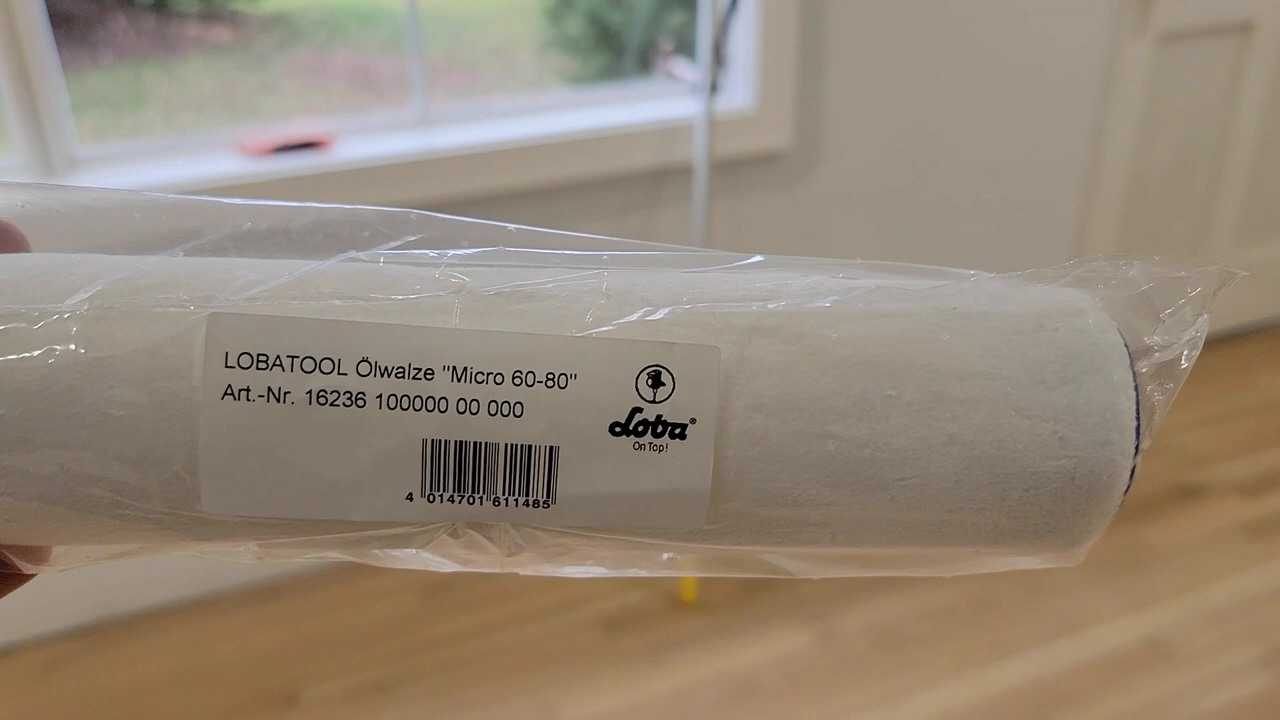 LOBATOOL Ölwalze "Micro 60-80"
Art.-Nr. 16236 100000 00 000
Loba®
On Top!
4 014701 611485